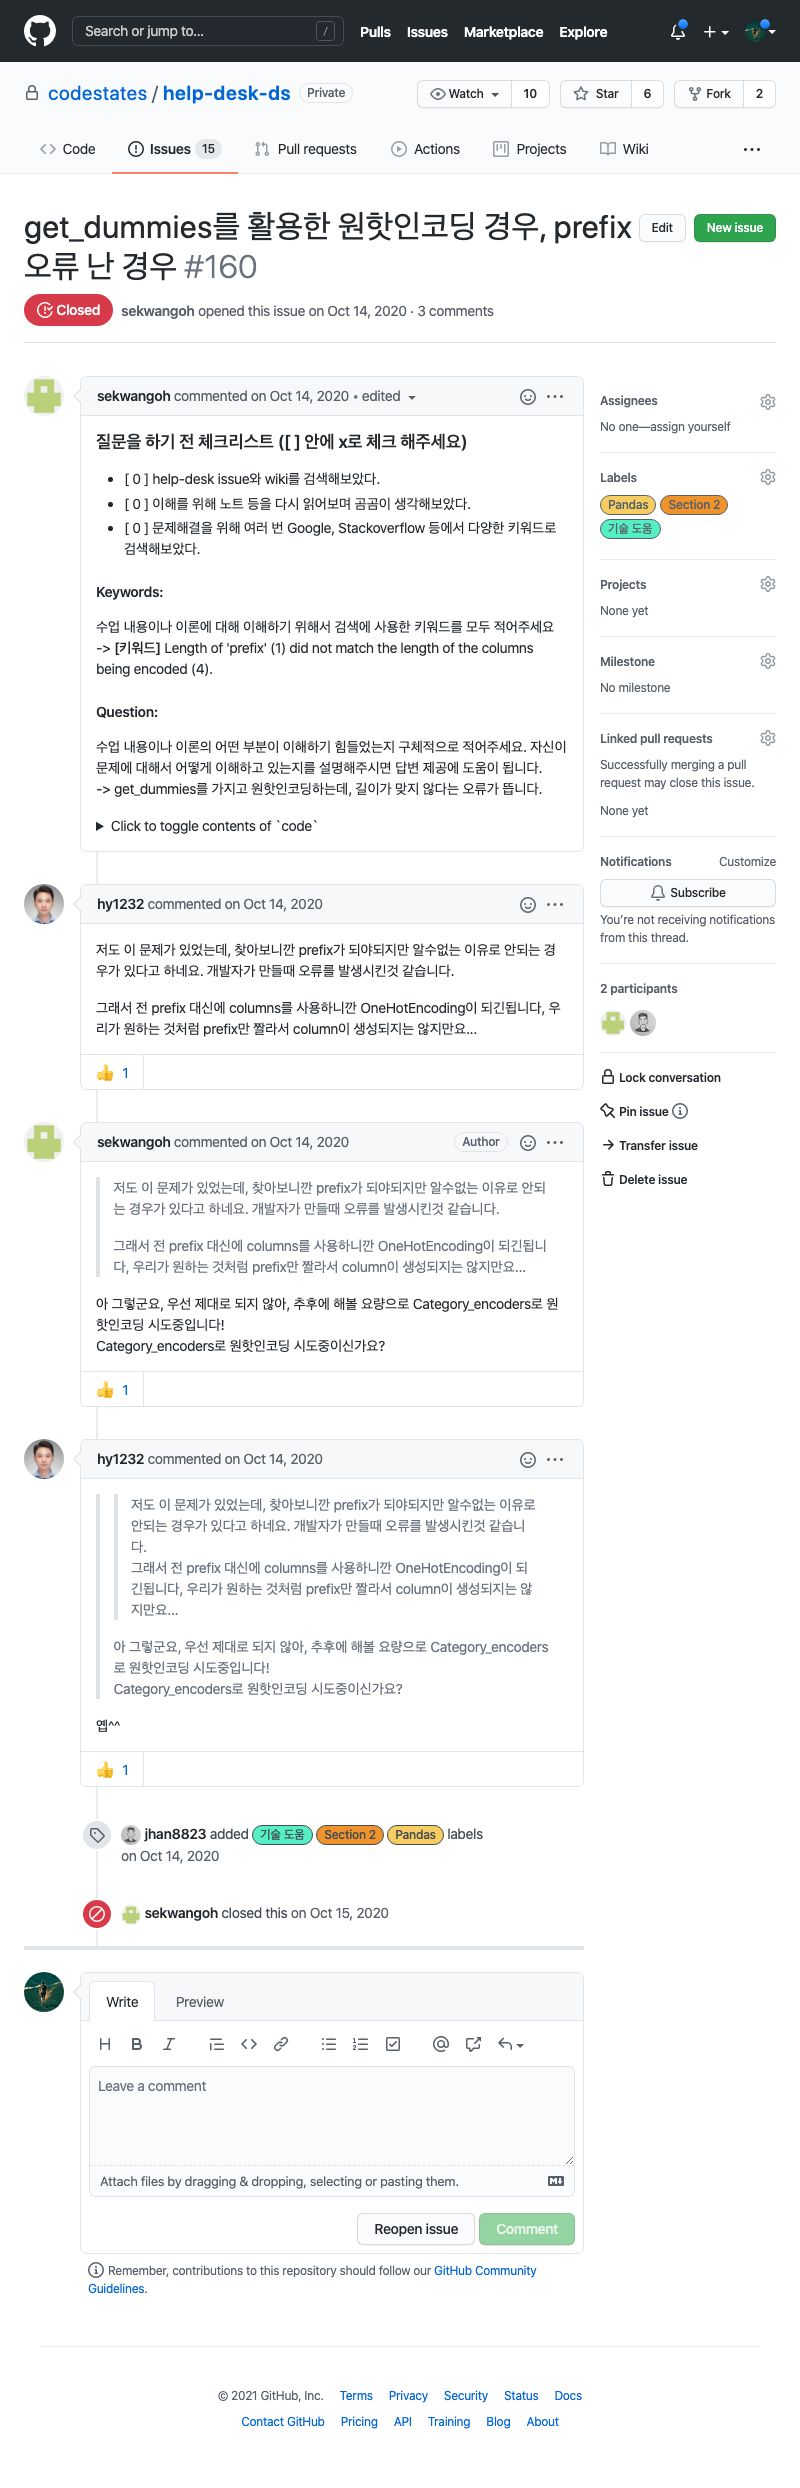 Search or jump to... /
Pulls Issues Marketplace Explore
codestates / help-desk-ds Private
Watch 10 Star 6 Fork 2
Code Issues 15 Pull requests Actions Projects Wiki
get_dummies를 활용한 원핫인코딩 경우, prefix
오류 난 경우 #160
Edit New issue
Closed sekwangoh opened this issue on Oct 14, 2020 · 3 comments
sekwangoh commented on Oct 14, 2020 • edited
질문을 하기 전 체크리스트 ([ ] 안에 x로 체크 해주세요)
• [ 0 ] help-desk issue와 wiki를 검색해보았다.
• [ 0 ] 이해를 위해 노트 등을 다시 읽어보며 곰곰이 생각해보았다.
• [ 0 ] 문제해결을 위해 여러 번 Google, Stackoverflow 등에서 다양한 키워드로
검색해보았다.
Keywords:
수업 내용이나 이론에 대해 이해하기 위해서 검색에 사용한 키워드를 모두 적어주세요
-> [키워드] Length of 'prefix' (1) did not match the length of the columns
being encoded (4).
Question:
수업 내용이나 이론의 어떤 부분이 이해하기 힘들었는지 구체적으로 적어주세요. 자신이
문제에 대해서 어떻게 이해하고 있는지를 설명해주시면 답변 제공에 도움이 됩니다.
-> get_dummies를 가지고 원핫인코딩하는데, 길이가 맞지 않다는 오류가 뜹니다.
Click to toggle contents of `code`
hy1232 commented on Oct 14, 2020
저도 이 문제가 있었는데, 찾아보니깐 prefix가 되야되지만 알수없는 이유로 안되는 경
우가 있다고 하네요. 개발자가 만들때 오류를 발생시킨것 같습니다.
그래서 전 prefix 대신에 columns를 사용하니깐 OneHotEncoding이 되긴됩니다, 우
리가 원하는 것처럼 prefix만 짤라서 column이 생성되지는 않지만요...
👍 1
sekwangoh commented on Oct 14, 2020 Author
저도 이 문제가 있었는데, 찾아보니깐 prefix가 되야되지만 알수없는 이유로 안되
는 경우가 있다고 하네요. 개발자가 만들때 오류를 발생시킨것 같습니다.
그래서 전 prefix 대신에 columns를 사용하니깐 OneHotEncoding이 되긴됩니
다, 우리가 원하는 것처럼 prefix만 짤라서 column이 생성되지는 않지만요...
아 그렇군요, 우선 제대로 되지 않아, 추후에 해볼 요량으로 Category_encoders로 원
핫인코딩 시도중입니다!
Category_encoders로 원핫인코딩 시도중이신가요?
👍 1
hy1232 commented on Oct 14, 2020
저도 이 문제가 있었는데, 찾아보니깐 prefix가 되야되지만 알수없는 이유로
안되는 경우가 있다고 하네요. 개발자가 만들때 오류를 발생시킨것 같습니
다.
그래서 전 prefix 대신에 columns를 사용하니깐 OneHotEncoding이 되
긴됩니다, 우리가 원하는 것처럼 prefix만 짤라서 column이 생성되지는 않
지만요...
아 그렇군요, 우선 제대로 되지 않아, 추후에 해볼 요량으로 Category_encoders
로 원핫인코딩 시도중입니다!
Category_encoders로 원핫인코딩 시도중이신가요?
옙^^
👍 1
jhan8823 added 기술 도움 Section 2 Pandas labels
on Oct 14, 2020
sekwangoh closed this on Oct 15, 2020
Write Preview
Leave a comment
Attach files by dragging & dropping, selecting or pasting them.
Reopen issue Comment
Remember, contributions to this repository should follow our GitHub Community
Guidelines.
Assignees
No one—assign yourself
Labels
Pandas Section 2
기술 도움
Projects
None yet
Milestone
No milestone
Linked pull requests
Successfully merging a pull
request may close this issue.
None yet
Notifications Customize
Subscribe
You're not receiving notifications
from this thread.
2 participants
Lock conversation
Pin issue
Transfer issue
Delete issue
© 2021 GitHub, Inc. Terms Privacy Security Status Docs
Contact GitHub Pricing API Training Blog About